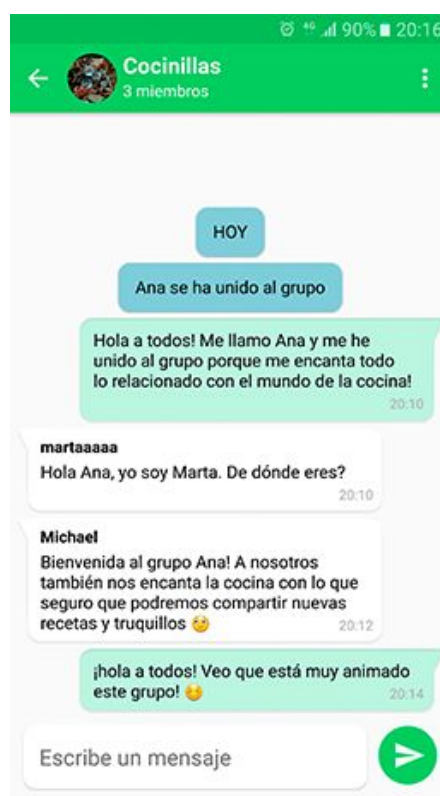 4G 90% 20:16
Cocinillas
3 miembros
HOY
Ana se ha unido al grupo
Hola a todos! Me llamo Ana y me he
unido al grupo porque me encanta todo
lo relacionado con el mundo de la cocina!
20:10
martaaaaa
Hola Ana, yo soy Marta. De dónde eres?
20:10
Michael
Bienvenida al grupo Ana! A nosotros
también nos encanta la cocina con lo que
seguro que podremos compartir nuevas
recetas y truquillos
20:12
¡hola a todos! Veo que está muy animado
este grupo!
20:14
Escribe un mensaje